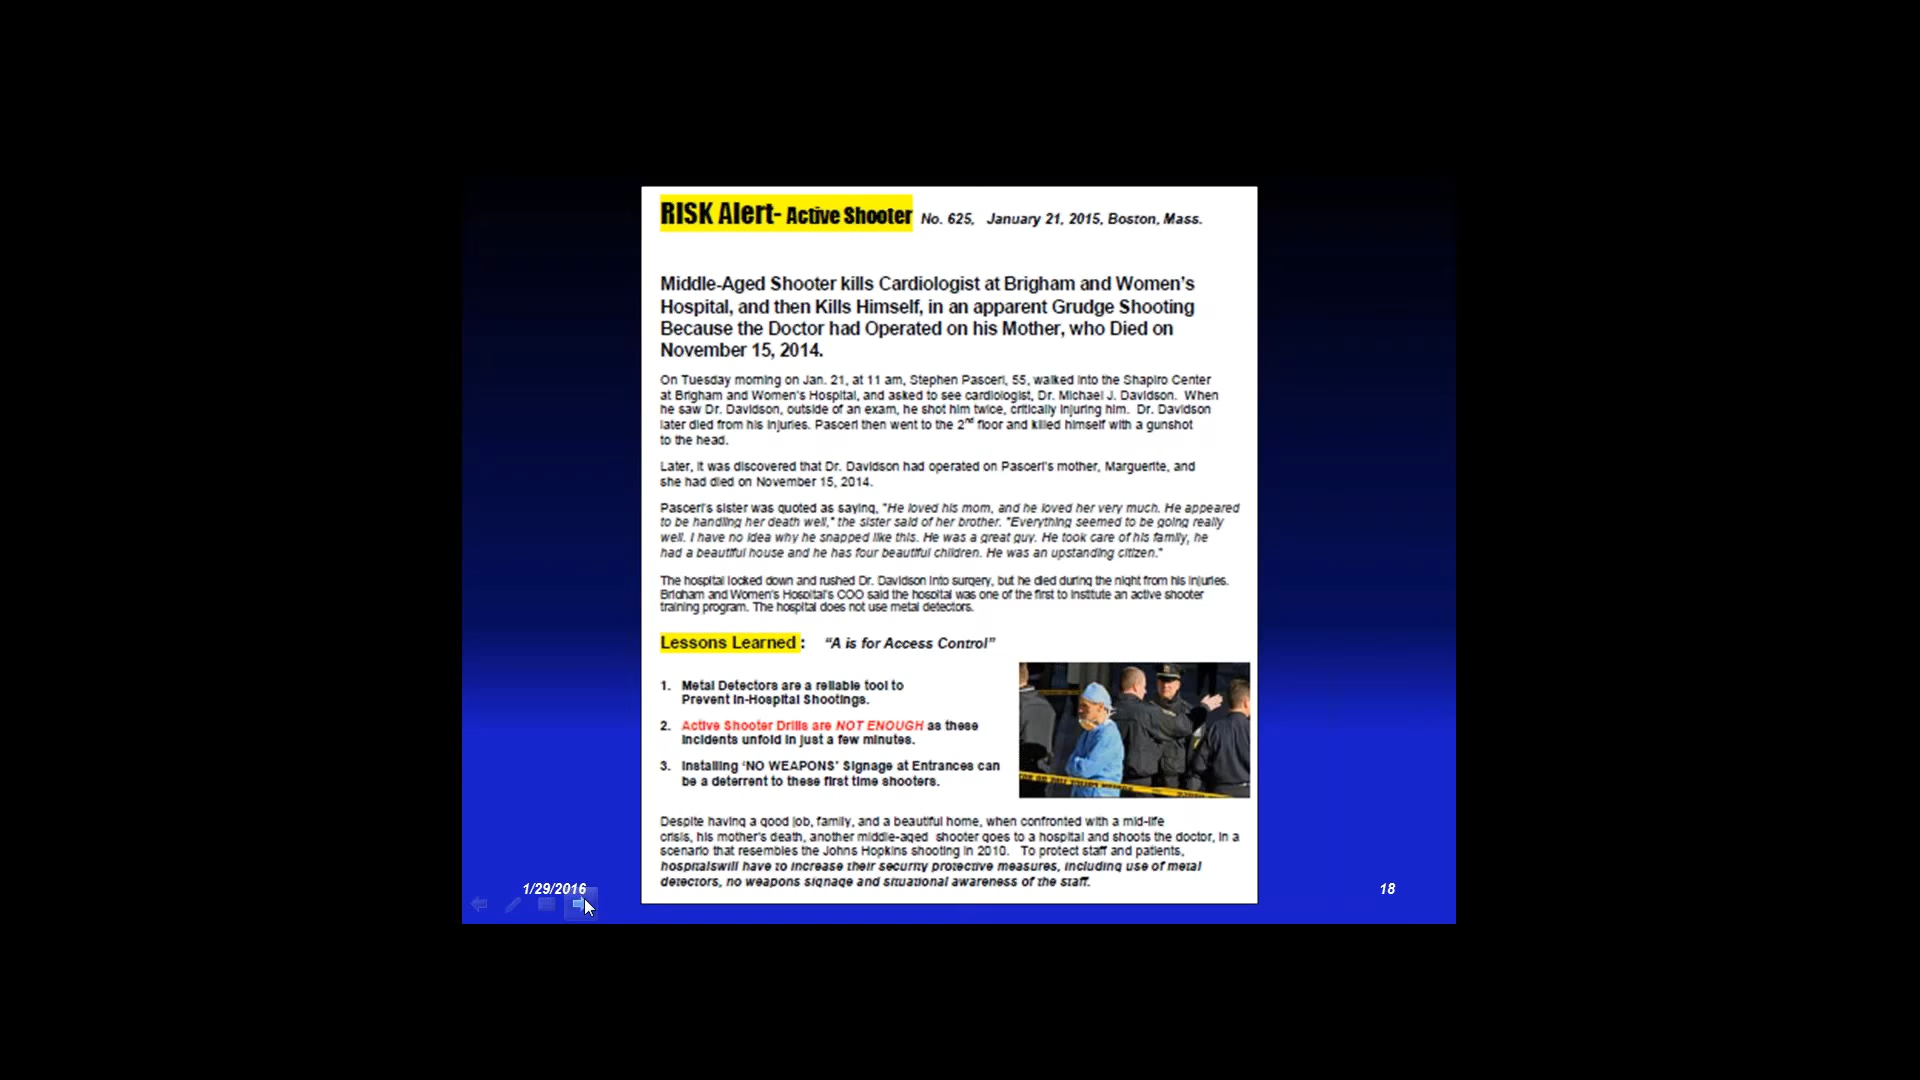 RISK Alert- Active Shooter No. 625, January 21, 2015, Boston, Mass.
Middle-Aged Shooter kills Cardiologist at Brigham and Women's
Hospital, and then Kills Himself, in an apparent Grudge Shooting
Because the Doctor had Operated on his Mother, who Died on
November 15, 2014.
On Tuesday morning on Jan. 21, at 11 am, Stephen Pasceri, 55, walked into the Shapiro Center
at Brigham and Women's Hospital, and asked to see cardiologist, Dr. Michael J. Davidson. When
he saw Dr. Davidson, outside of an exam, he shot him twice, critically injuring him. Dr. Davidson
later died from his injuries. Pasceri then went to the 2nd floor and killed himself with a gunshot
to the head.
Later, it was discovered that Dr. Davidson had operated on Pasceri's mother, Marguerite, and
she had died on November 15, 2014.
Pasceri's sister was quoted as saying, "He loved his mom, and he loved her very much. He appeared
to be handling her death well," the sister said of her brother. "Everything seemed to be going really
well. I have no idea why he snapped like this. He was a great guy. He took care of his family, he
had a beautiful house and he has four beautiful children. He was an upstanding citizen."
The hospital locked down and rushed Dr. Davidson into surgery, but he died during the night from his injuries.
Brigham and Women's Hospital's COO said the hospital was one of the first to institute an active shooter
training program. The hospital does not use metal detectors.
Lessons Learned : "A is for Access Control"
1. Metal Detectors are a reliable tool to
Prevent In-Hospital Shootings.
2. Active Shooter Drills are NOT ENOUGH as these
incidents unfold in just a few minutes.
3. Installing 'NO WEAPONS' Signage at Entrances can
be a deterrent to these first time shooters.
Despite having a good job, family, and a beautiful home, when confronted with a mid-life
crisis, his mother's death, another middle-aged shooter goes to a hospital and shoots the doctor, in a
scenario that resembles the Johns Hopkins shooting in 2010. To protect staff and patients,
hospitalswill have to increase their security protective measures, including use of metal
detectors, no weapons signage and situational awareness of the staff.
1/29/2016
18